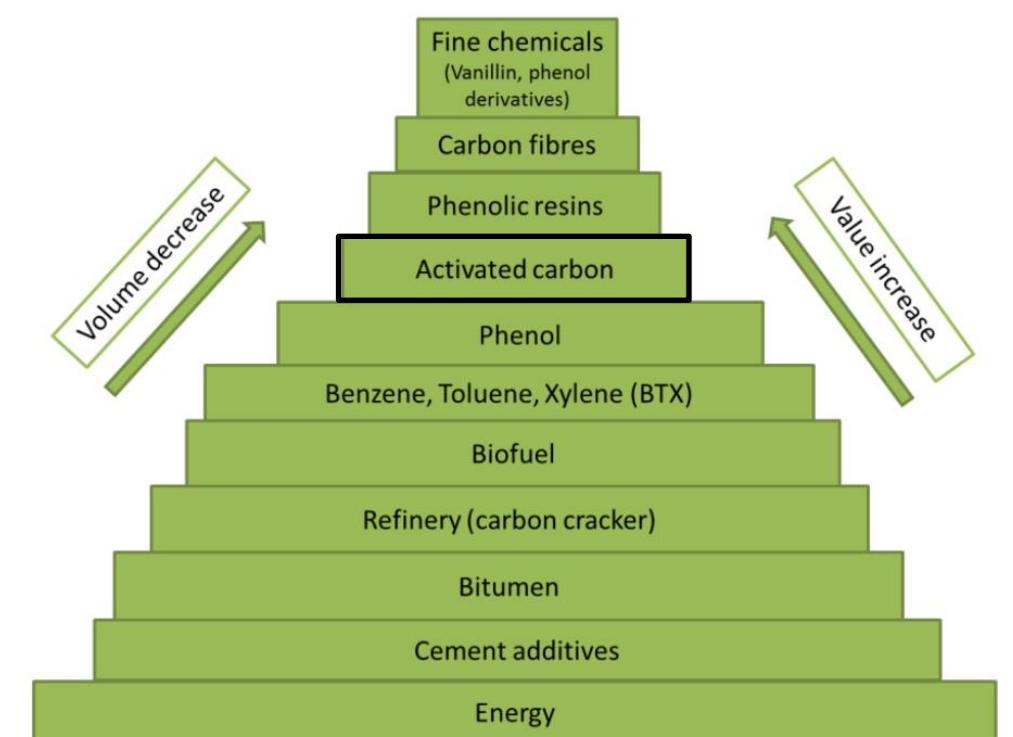 Fine chemicals
(Vanillin, phenol
derivatives)
Carbon fibres
Phenolic resins
Volume decrease
Value increase
Activated carbon
Phenol
Benzene, Toluene, Xylene (BTX)
Biofuel
Refinery (carbon cracker)
Bitumen
Cement additives
Energy